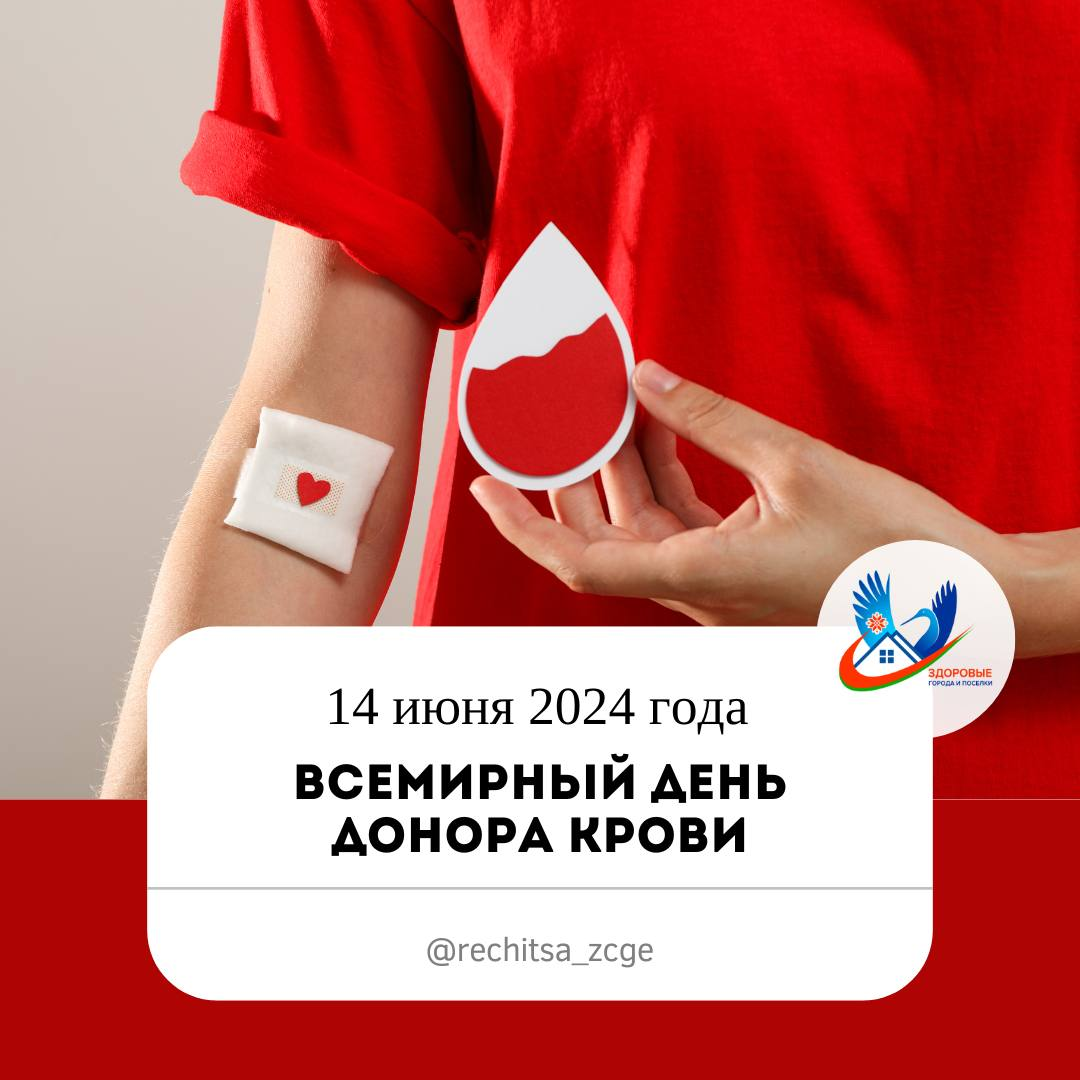 ЗДОРОВЫЕ
ГОРОДА И ПОСЕЛКИ
14 июня 2024 года
ВСЕМИРНЫЙ ДЕНЬ
ДОНОРА КРОВИ
@rechitsa_zcge